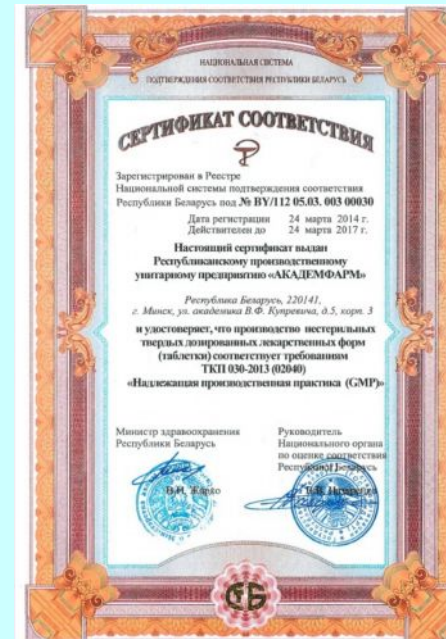 НАЦИОНАЛЬНАЯ СИСТЕМА
ПОДТВЕРЖДЕНИЯ СООТВЕТСТВИЯ РЕСПУБЛИКИ БЕЛАРУСЬ
СЕРТИФИКАТ СООТВЕТСТВИЯ
Зарегистрирован в Реестре
Национальной системы подтверждения соответствия
Республики Беларусь под № BY/112 05.03. 003 00030
Дата регистрации 24 марта 2014 г.
Действителен до 24 марта 2017 г.
Настоящий сертификат выдан
Республиканскому производственному
унитарному предприятию «АКАДЕМФАРМ»
Республика Беларусь, 220141,
г. Минск, ул. академика В.Ф. Купревича, д.5, корп. 3
и удостоверяет, что производство нестерильных
твердых дозированных лекарственных форм
(таблетки) соответствует требованиям
ТКП 030-2013 (02040)
«Надлежащая производственная практика (GMP)»
Министр здравоохранения
Республики Беларусь
В.И. Жарко
Руководитель
Национального органа
по оценке соответствия
Республики Беларусь
В.В.
СТБ